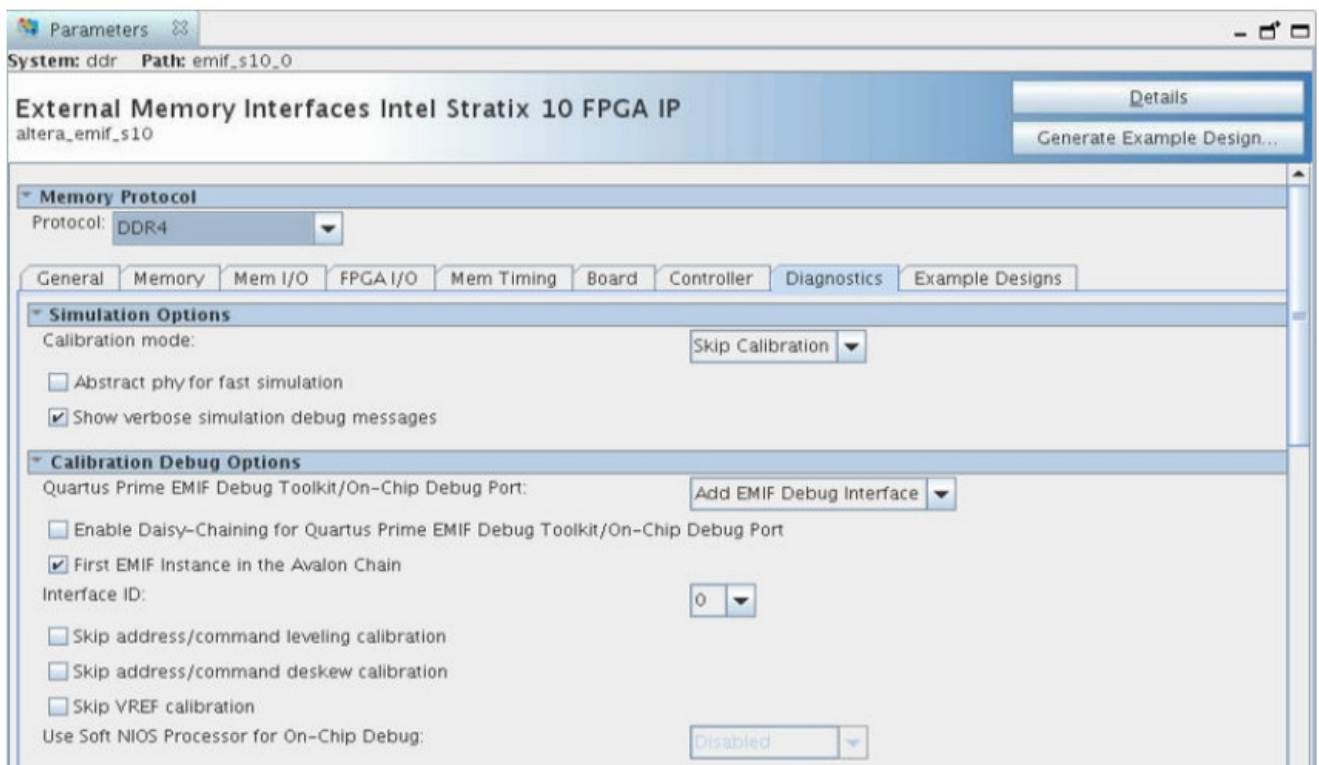 Parameters
System: ddr Path: emif_s10_0
External Memory Interfaces Intel Stratix 10 FPGA IP
altera_emif_s10
Details
Generate Example Design...
Memory Protocol
Protocol: DDR4
General Memory Mem I/O FPGA I/O Mem Timing Board Controller Diagnostics Example Designs
Simulation Options
Calibration mode: Skip Calibration
Abstract phy for fast simulation
Show verbose simulation debug messages
Calibration Debug Options
Quartus Prime EMIF Debug Toolkit/On-Chip Debug Port: Add EMIF Debug Interface
Enable Daisy-Chaining for Quartus Prime EMIF Debug Toolkit/On-Chip Debug Port
First EMIF Instance in the Avalon Chain
Interface ID: 0
Skip address/command leveling calibration
Skip address/command deskew calibration
Skip VREF calibration
Use Soft NIOS Processor for On-Chip Debug: Disabled